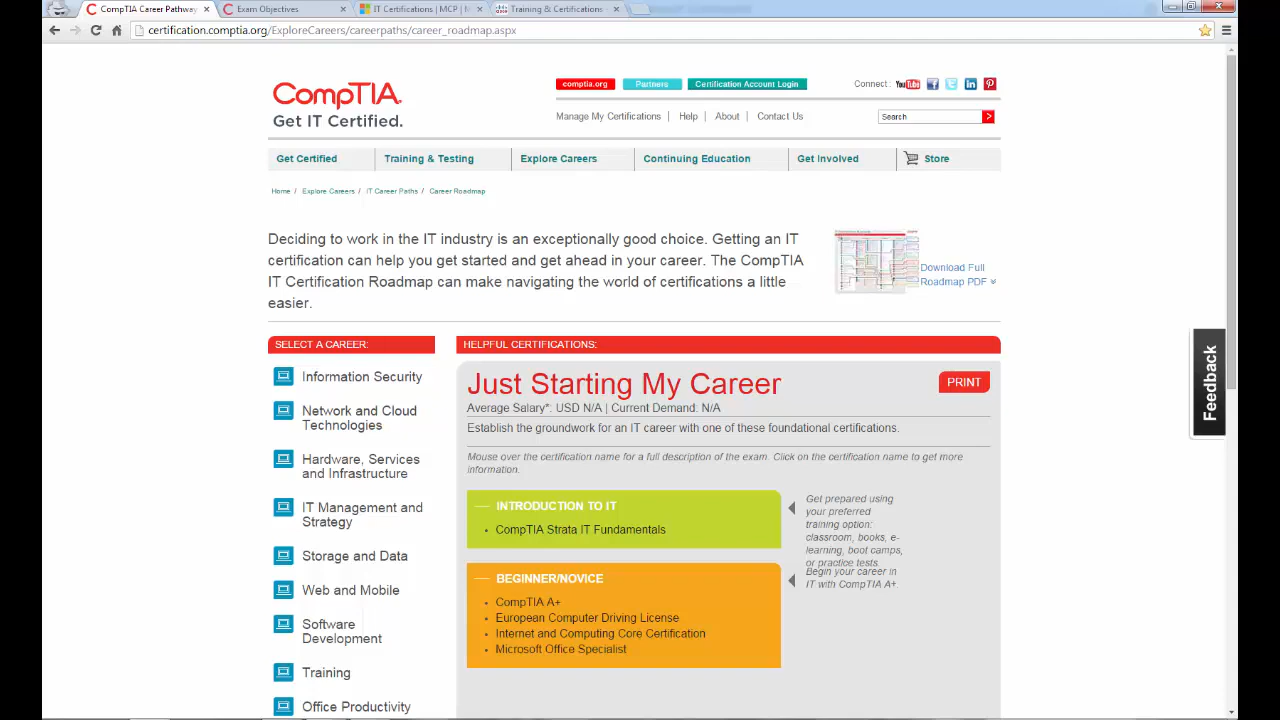 CompTIA Career Pathway
Exam Objectives
IT Certifications | MCP | M
Training & Certifications
certification.comptia.org/ExploreCareers/careerpaths/career_roadmap.aspx
CompTIA.
Get IT Certified.
comptia.org
Partners
Certification Account Login
Connect :
You Tube
Manage My Certifications | Help | About | Contact Us
Search
Get Certified
Training & Testing
Explore Careers
Continuing Education
Get Involved
Store
Home / Explore Careers / IT Career Paths / Career Roadmap
Deciding to work in the IT industry is an exceptionally good choice. Getting an IT
certification can help you get started and get ahead in your career. The CompTIA
IT Certification Roadmap can make navigating the world of certifications a little
easier.
Download Full
Roadmap PDF
SELECT A CAREER:
Information Security
Network and Cloud
Technologies
Hardware, Services
and Infrastructure
IT Management and
Strategy
Storage and Data
Web and Mobile
Software
Development
Training
Office Productivity
HELPFUL CERTIFICATIONS:
Just Starting My Career
PRINT
Average Salary*: USD N/A | Current Demand: N/A
Establish the groundwork for an IT career with one of these foundational certifications.
Mouse over the certification name for a full description of the exam. Click on the certification name to get more
information.
INTRODUCTION TO IT
• CompTIA Strata IT Fundamentals
Get prepared using
your preferred
training option:
classroom, books, e-
learning, boot camps,
or practice tests.
BEGINNER/NOVICE
• CompTIA A+
• European Computer Driving License
• Internet and Computing Core Certification
• Microsoft Office Specialist
Begin your career in
IT with CompTIA A+.
Feedback